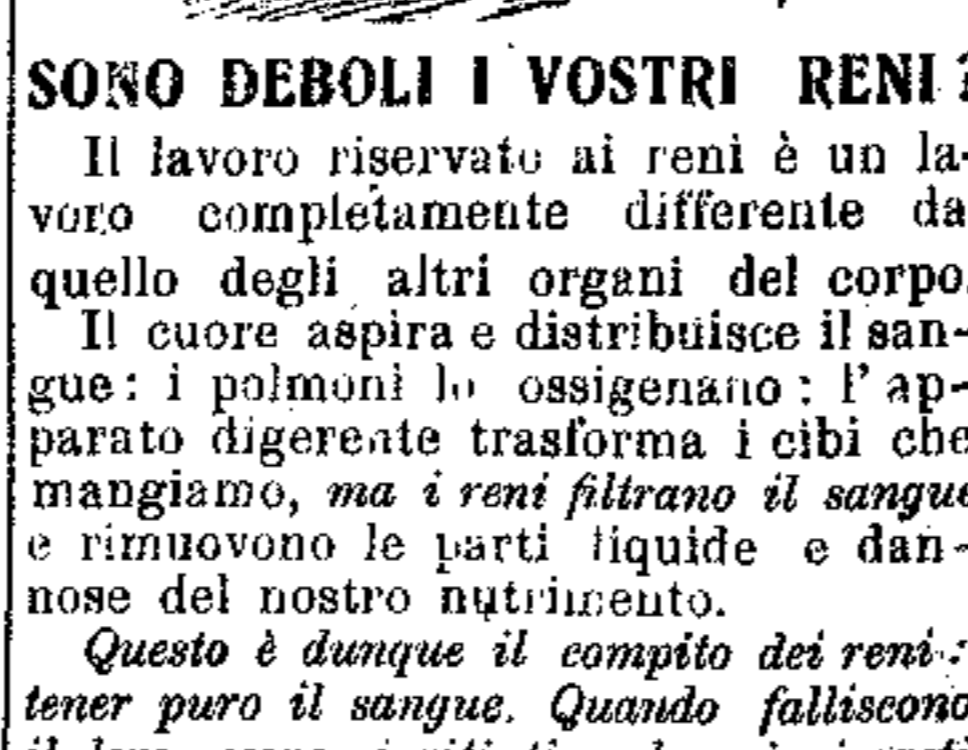 SONO DEBOLI I VOSTRI RENI?
Il lavoro riservato ai reni è un la-
voro completamente differente da
quello degli altri organi del corpo.
Il cuore aspira e distribuisce il san-
gue: i polmoni lo ossigenano: l'ap-
parato digerente trasforma i cibi che
mangiamo, ma i reni filtrano il sangue
e rimuovono le parti liquide e dan-
nose del nostro nutrimento.
Questo è dunque il compito dei reni:
tener puro il sangue. Quando falliscono